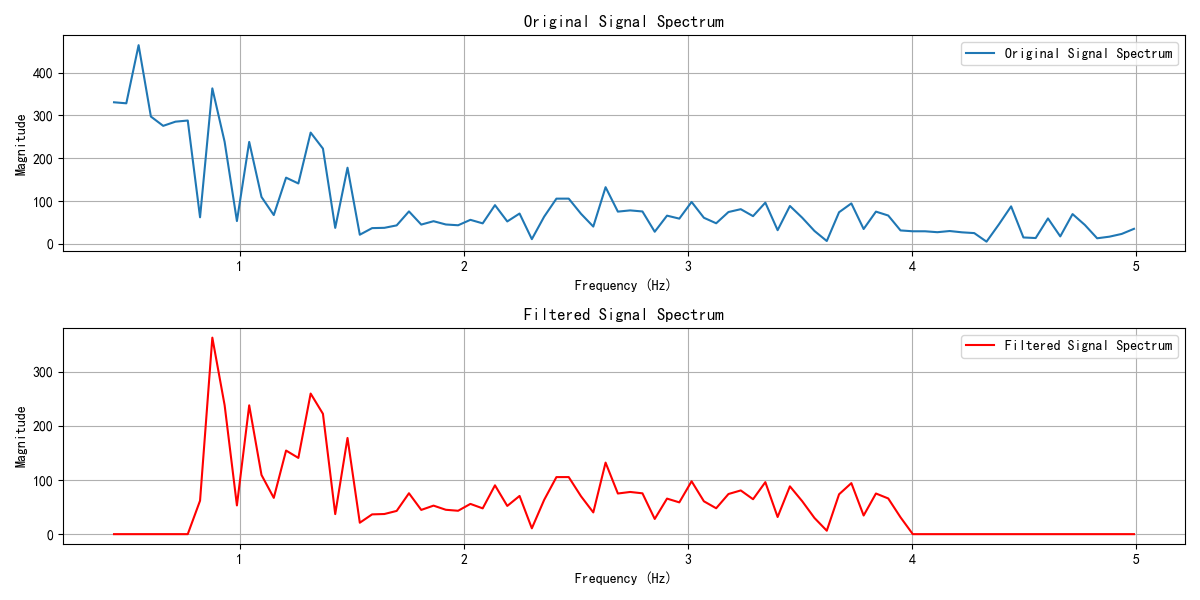 Original Signal Spectrum
Original Signal Spectrum
Magnitude
400
300
200
100
0
1
2
3
4
5
Frequency (Hz)
Filtered Signal Spectrum
Filtered Signal Spectrum
Magnitude
300
200
100
0
1
2
3
4
5
Frequency (Hz)